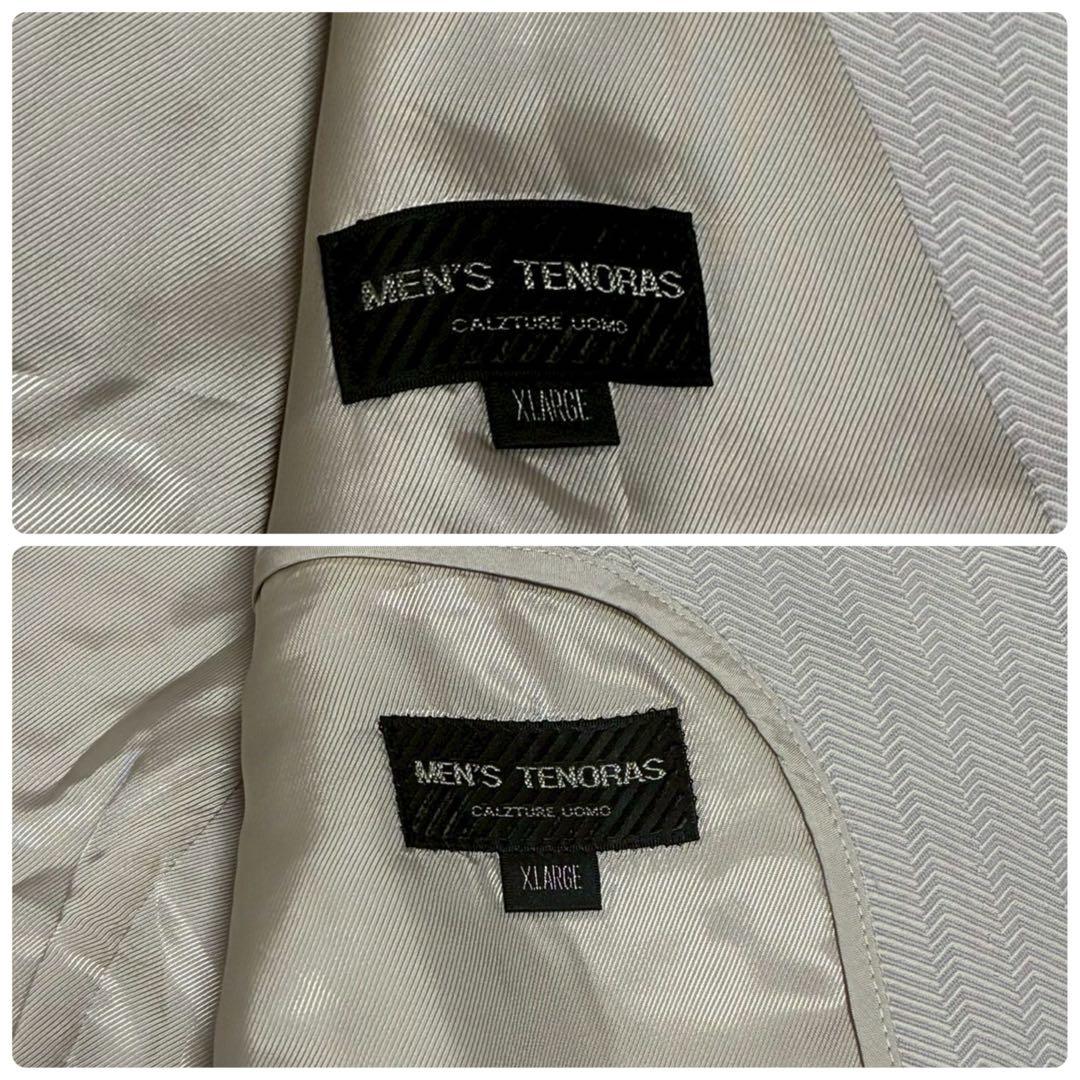 MEN'S TENORAS
CALZTURE UOMO
XLARGE
MEN'S TENORAS
CALZTURE UOMO
XLARGE